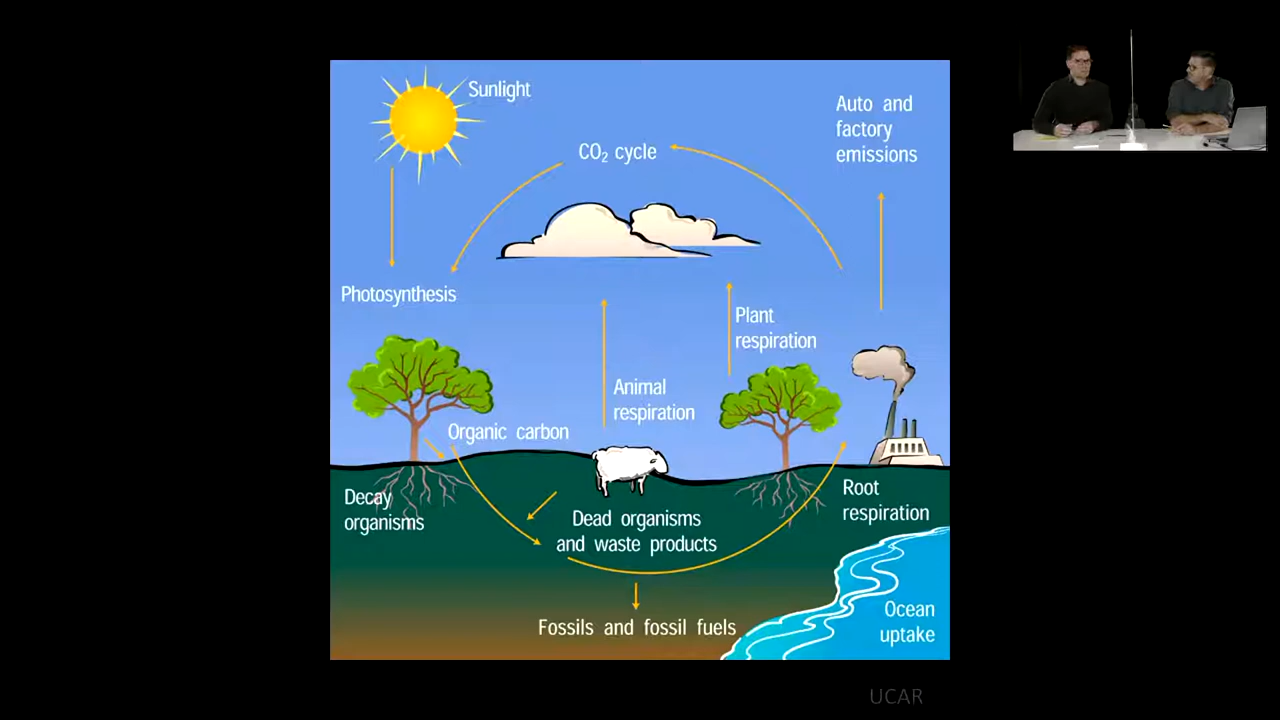 Sunlight
Auto and
factory
emissions
CO₂ cycle
Photosynthesis
Plant
respiration
Animal
respiration
Organic carbon
Decay
organisms
Root
respiration
Dead organisms
and waste products
Ocean
uptake
Fossils and fossil fuels
UCAR